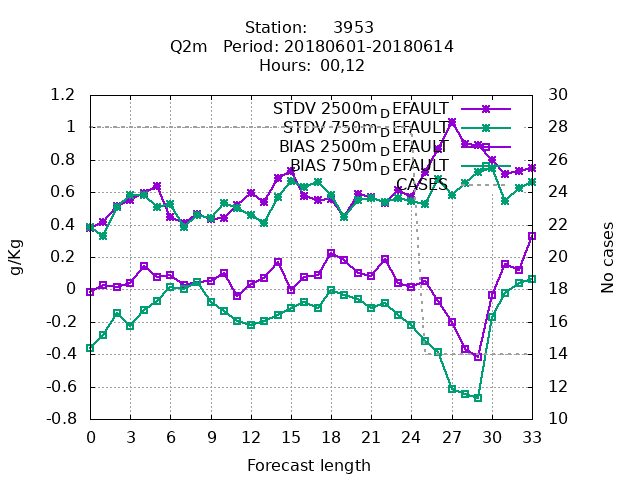 Station:     3953
Q2m   Period: 20180601-20180614
Hours:  00,12
STDV 2500m_DEFAULT
STDV 750m_DEFAULT
BIAS 2500m_DEFAULT
BIAS 750m_DEFAULT
CASES
1.2
1
0.8
0.6
0.4
0.2
0
-0.2
-0.4
-0.6
-0.8
g/Kg
30
28
26
24
22
20
18
16
14
12
10
No cases
0 3 6 9 12 15 18 21 24 27 30 33
Forecast length